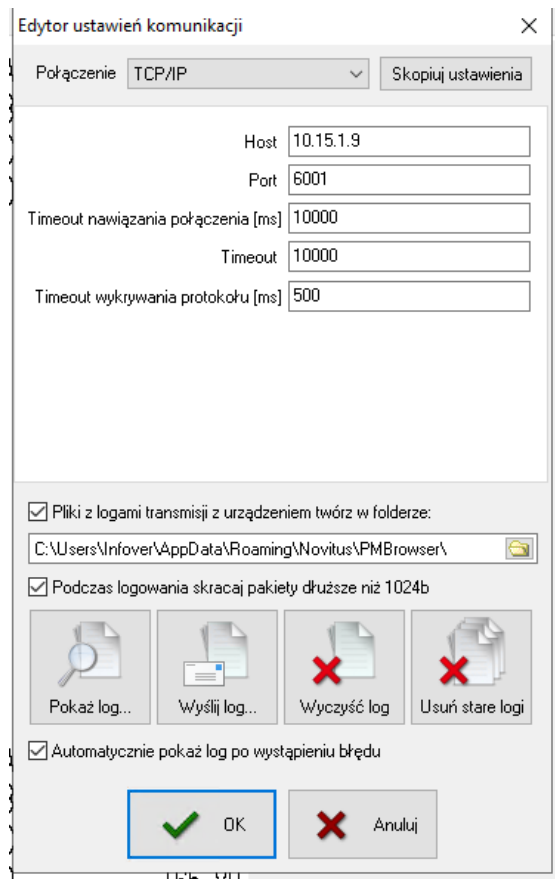 Edytor ustawień komunikacji
Połączenie TCP/IP Skopiuj ustawienia
Host 10.15.1.9
Port 6001
Timeout nawiązania połączenia [ms] 10000
Timeout 10000
Timeout wykrywania protokołu [ms] 500
Pliki z logami transmisji z urządzeniem twórz w folderze:
C:\Users\Infover\AppData\Roaming\Novitus\PMBrowser\
Podczas logowania skracaj pakiety dłuższe niż 1024b
Pokaż log... Wyślij log... Wyczyść log Usuń stare logi
Automatycznie pokaż log po wystąpieniu błędu
OK Anuluj